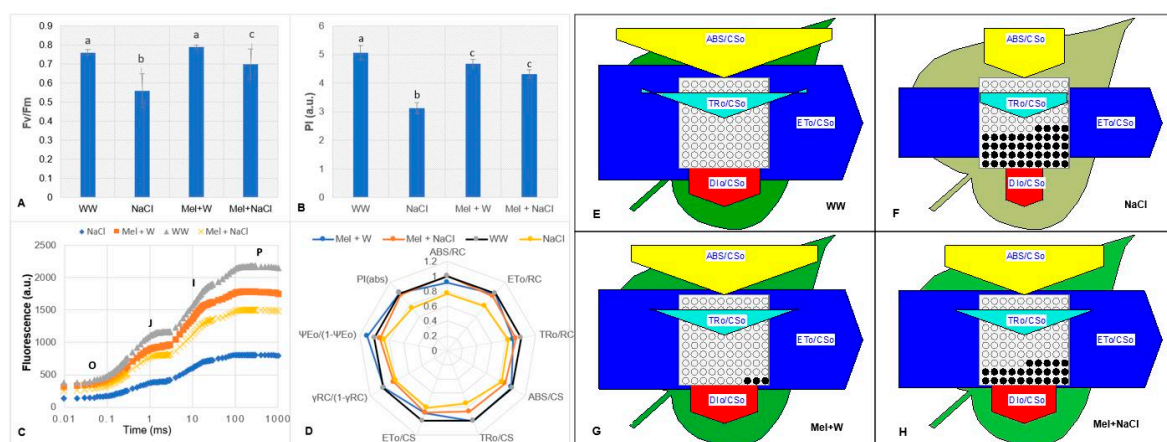 0.9
0.8
0.7
0.6
0.5
0.4
0.3
0.2
0.1
0
Fv/Fm
a
b
a
c
A
WW
NaCl
Mel+W
Mel+NaCl
6
5
4
3
2
1
0
PI (a.u.)
a
b
c
c
B
WW
NaCl
Mel + W
Mel + NaCl
NaCl
Mel + W
WW
Mel + NaCl
2500
2000
1500
1000
500
0
Fluorescence (a.u.)
O
J
I
P
0.01
0.1
1
10
100
1000
C
Time (ms)
Mel + W
Mel + NaCl
WW
NaCl
ABS/RC
ETo/RC
TRo/RC
ABS/CS
TRo/CS
ETo/CS
γRC/(1-γRC)
ΨEo/(1-ΨEo)
PI(abs)
1.2
1
0.8
0.6
0.4
0.2
0
D
ABS/CSo
TRo/CSo
ETo/CSo
DIo/CSo
E
WW
ABS/CSo
TRo/CSo
ETo/CSo
DIo/CSo
F
NaCl
ABS/CSo
TRo/CSo
ETo/CSo
DIo/CSo
G
Mel+W
ABS/CSo
TRo/CSo
ETo/CSo
DIo/CSo
H
Mel+NaCl